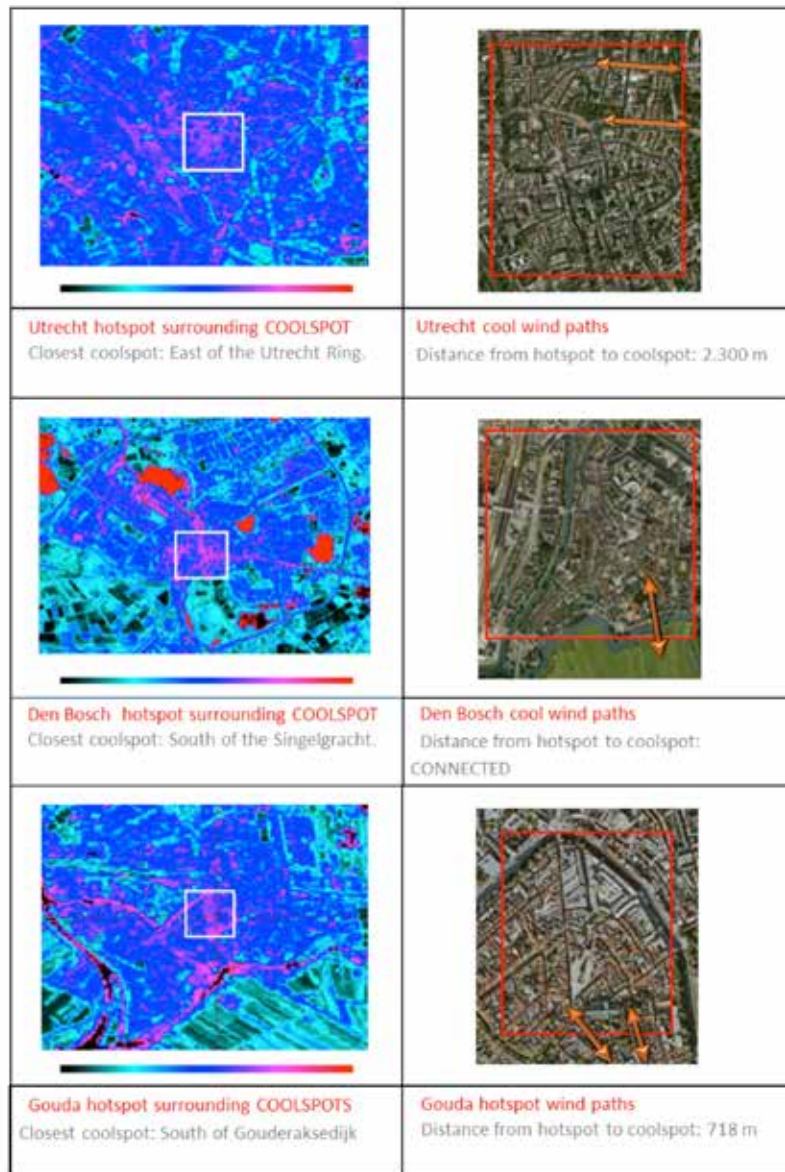 Utrecht hotspot surrounding COOLSPOT
Closest coolspot: East of the Utrecht Ring.
Utrecht cool wind paths
Distance from hotspot to coolspot: 2.300 m
Den Bosch hotspot surrounding COOLSPOT
Closest coolspot: South of the Singelgracht.
Den Bosch cool wind paths
Distance from hotspot to coolspot:
CONNECTED
Gouda hotspot surrounding COOLSPOTS
Closest coolspot: South of Gouderaksedijk
Gouda hotspot wind paths
Distance from hotspot to coolspot: 718 m